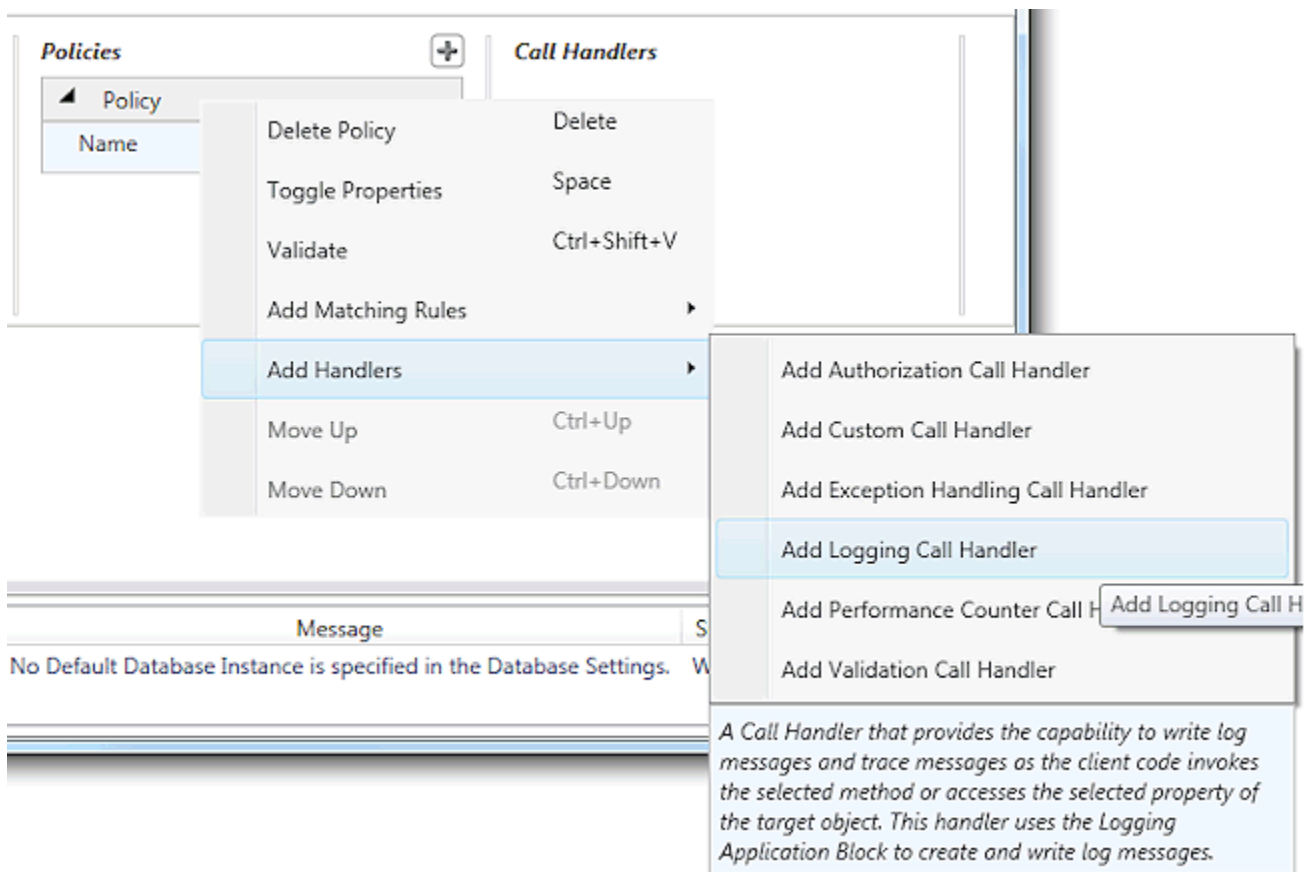 Policies
Call Handlers
Policy
Name
Delete Policy Delete
Toggle Properties Space
Validate Ctrl+Shift+V
Add Matching Rules
Add Handlers
Move Up Ctrl+Up
Move Down Ctrl+Down
Add Authorization Call Handler
Add Custom Call Handler
Add Exception Handling Call Handler
Add Logging Call Handler
Add Performance Counter Call H
Add Logging Call H
Add Validation Call Handler
Message S
No Default Database Instance is specified in the Database Settings. W
A Call Handler that provides the capability to write log
messages and trace messages as the client code invokes
the selected method or accesses the selected property of
the target object. This handler uses the Logging
Application Block to create and write log messages.